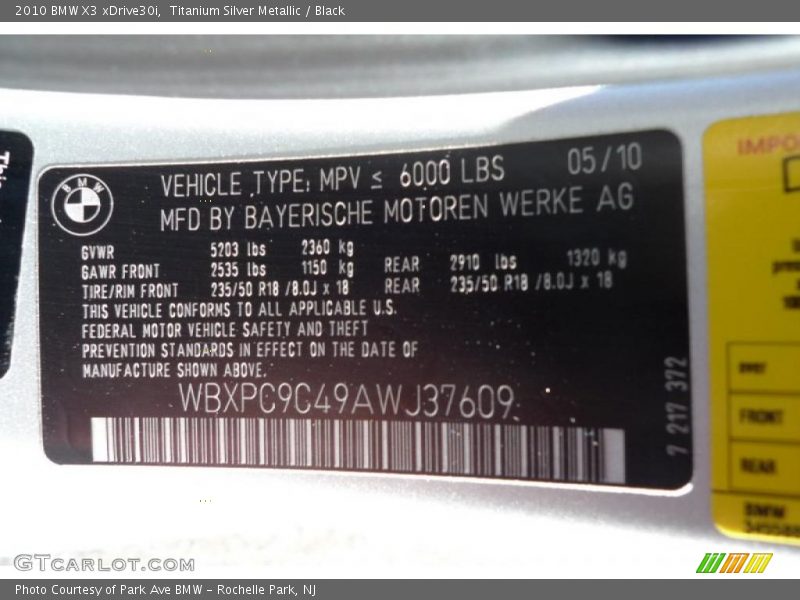 2010 BMW X3 xDrive30i, Titanium Silver Metallic / Black
BMW
VEHICLE TYPE: MPV ≤ 6000 LBS 05/10
MFD BY BAYERISCHE MOTOREN WERKE AG
GVWR 5203 lbs 2360 kg
GAWR FRONT 2535 lbs 1150 kg REAR 2910 lbs 1320 kg
TIRE/RIM FRONT 235/50 R18 /8.0J x 18 REAR 235/50 R18 /8.0J x 18
THIS VEHICLE CONFORMS TO ALL APPLICABLE U.S.
FEDERAL MOTOR VEHICLE SAFETY AND THEFT
PREVENTION STANDARDS IN EFFECT ON THE DATE OF
MANUFACTURE SHOWN ABOVE.
WBXPC9C49AWJ37609
7 217 372
FRONT
REAR
BMW
GTCarLot.com
Photo Courtesy of Park Ave BMW - Rochelle Park, NJ